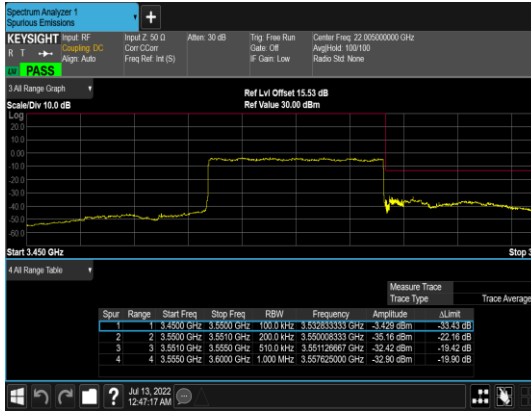 Spectrum Analyzer 1
Spurious Emissions
+
KEYSIGHT Input: RF Input Z: 50 Ω Atten: 30 dB Trig: Free Run Center Freq: 22.005000000 GHz
R T Coupling: DC Corr CCorr Gate: Off Avg|Hold: 100/100
Align: Auto Freq Ref: Int (S) IF Gain: Low Radio Std: None
PASS
3 All Range Graph Ref Lvl Offset 15.53 dB
Scale/Div 10.0 dB Ref Value 30.00 dBm
Log
20.0
10.0
0.00
-10.0
-20.0
-30.0
-40.0
-50.0
-60.0
Start 3.450 GHz Stop 3
4 All Range Table
Measure Trace
Trace Type Trace Average
Spur Range Start Freq Stop Freq RBW Frequency Amplitude ΔLimit
1 1 3.4500 GHz 3.5500 GHz 100.0 kHz 3.532833333 GHz -3.429 dBm -33.43 dB
2 2 3.5500 GHz 3.5510 GHz 200.0 kHz 3.550008333 GHz -35.16 dBm -22.16 dB
3 3 3.5510 GHz 3.5550 GHz 510.0 kHz 3.551126667 GHz -32.42 dBm -19.42 dB
4 4 3.5550 GHz 3.6000 GHz 1.000 MHz 3.557625000 GHz -32.90 dBm -19.90 dB
? Jul 13, 2022
12:47:17 AM